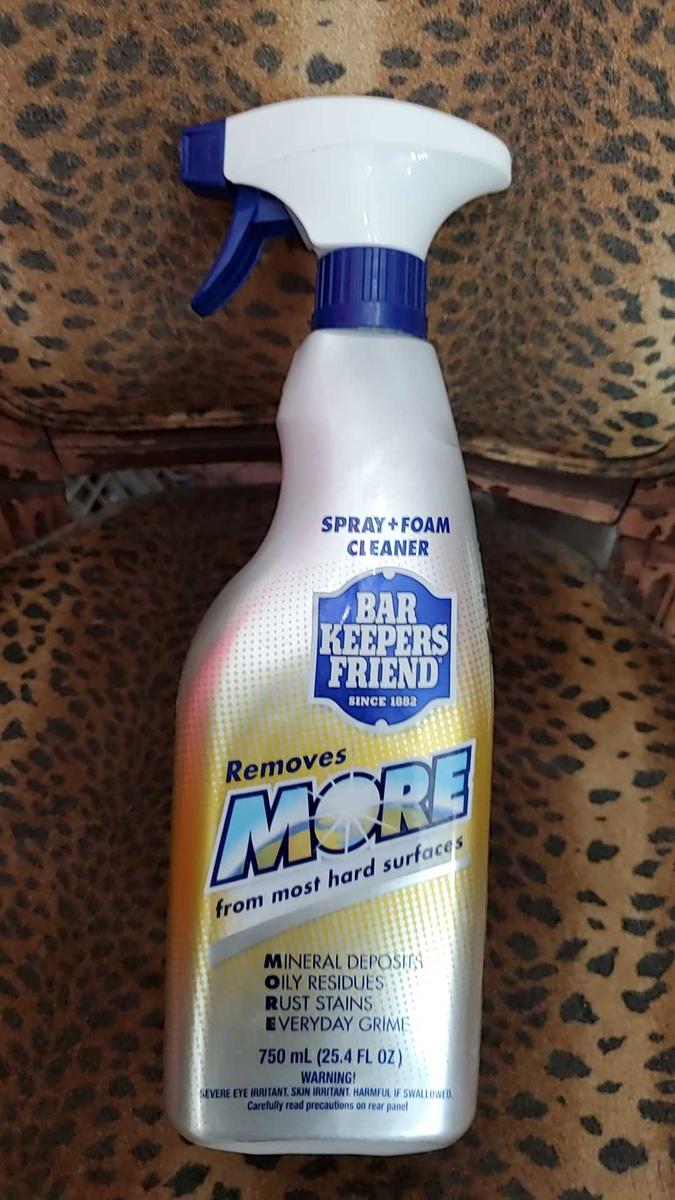 SPRAY+FOAM
CLEANER
BAR
KEEPERS
FRIEND®
SINCE 1882
Removes
MORE
from most hard surfaces
MINERAL DEPOSITS
OILY RESIDUES
RUST STAINS
EVERYDAY GRIME
750 mL (25.4 FL OZ)
WARNING!
SEVERE EYE IRRITANT. SKIN IRRITANT. HARMFUL IF SWALLOWED.
Carefully read precautions on rear panel